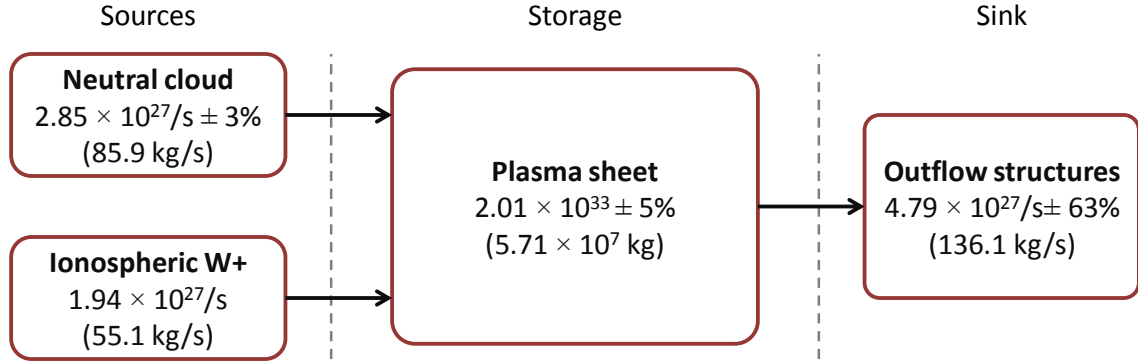 Sources
Storage
Sink
Neutral cloud
2.85 × 10²⁷/s ± 3%
(85.9 kg/s)
Ionospheric W+
1.94 × 10²⁷/s
(55.1 kg/s)
Plasma sheet
2.01 × 10³³ ± 5%
(5.71 × 10⁷ kg)
Outflow structures
4.79 × 10²⁷/s± 63%
(136.1 kg/s)